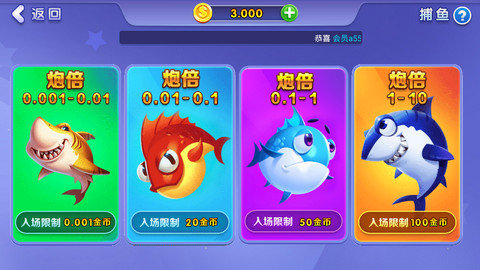 返回
3.000
捕鱼
?
恭喜 会员a55
炮倍
0.001-0.01
入场限制 0.001金币
炮倍
0.01-0.1
入场限制 20金币
炮倍
0.1-1
入场限制 50金币
炮倍
1-10
入场限制 100金币